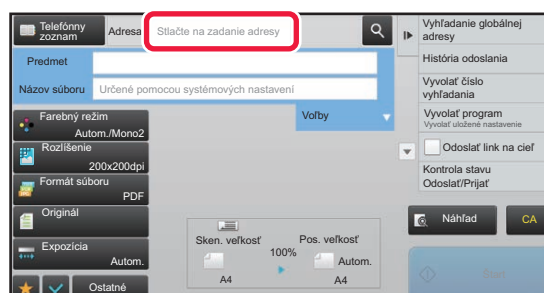 Telefónny
zoznam
Adresa
Stlačte na zadanie adresy
Predmet
Názov súboru
Určené pomocou systémových nastavení
Voľby
Farebný režim
Autom./Mono2
Rozlíšenie
200x200dpi
Formát súboru
PDF
Originál
Expozícia
Autom.
Ostatné
Sken. veľkosť
100%
Pos. veľkosť
A4
Autom.
A4
Vyhľadanie globálnej
adresy
História odoslania
Vyvolať číslo
vyhľadania
Vyvolať program
Vyvolať uložené nastavenie
Odoslať link na cieľ
Kontrola stavu
Odoslať/Prijať
Náhľad
CA
Štart